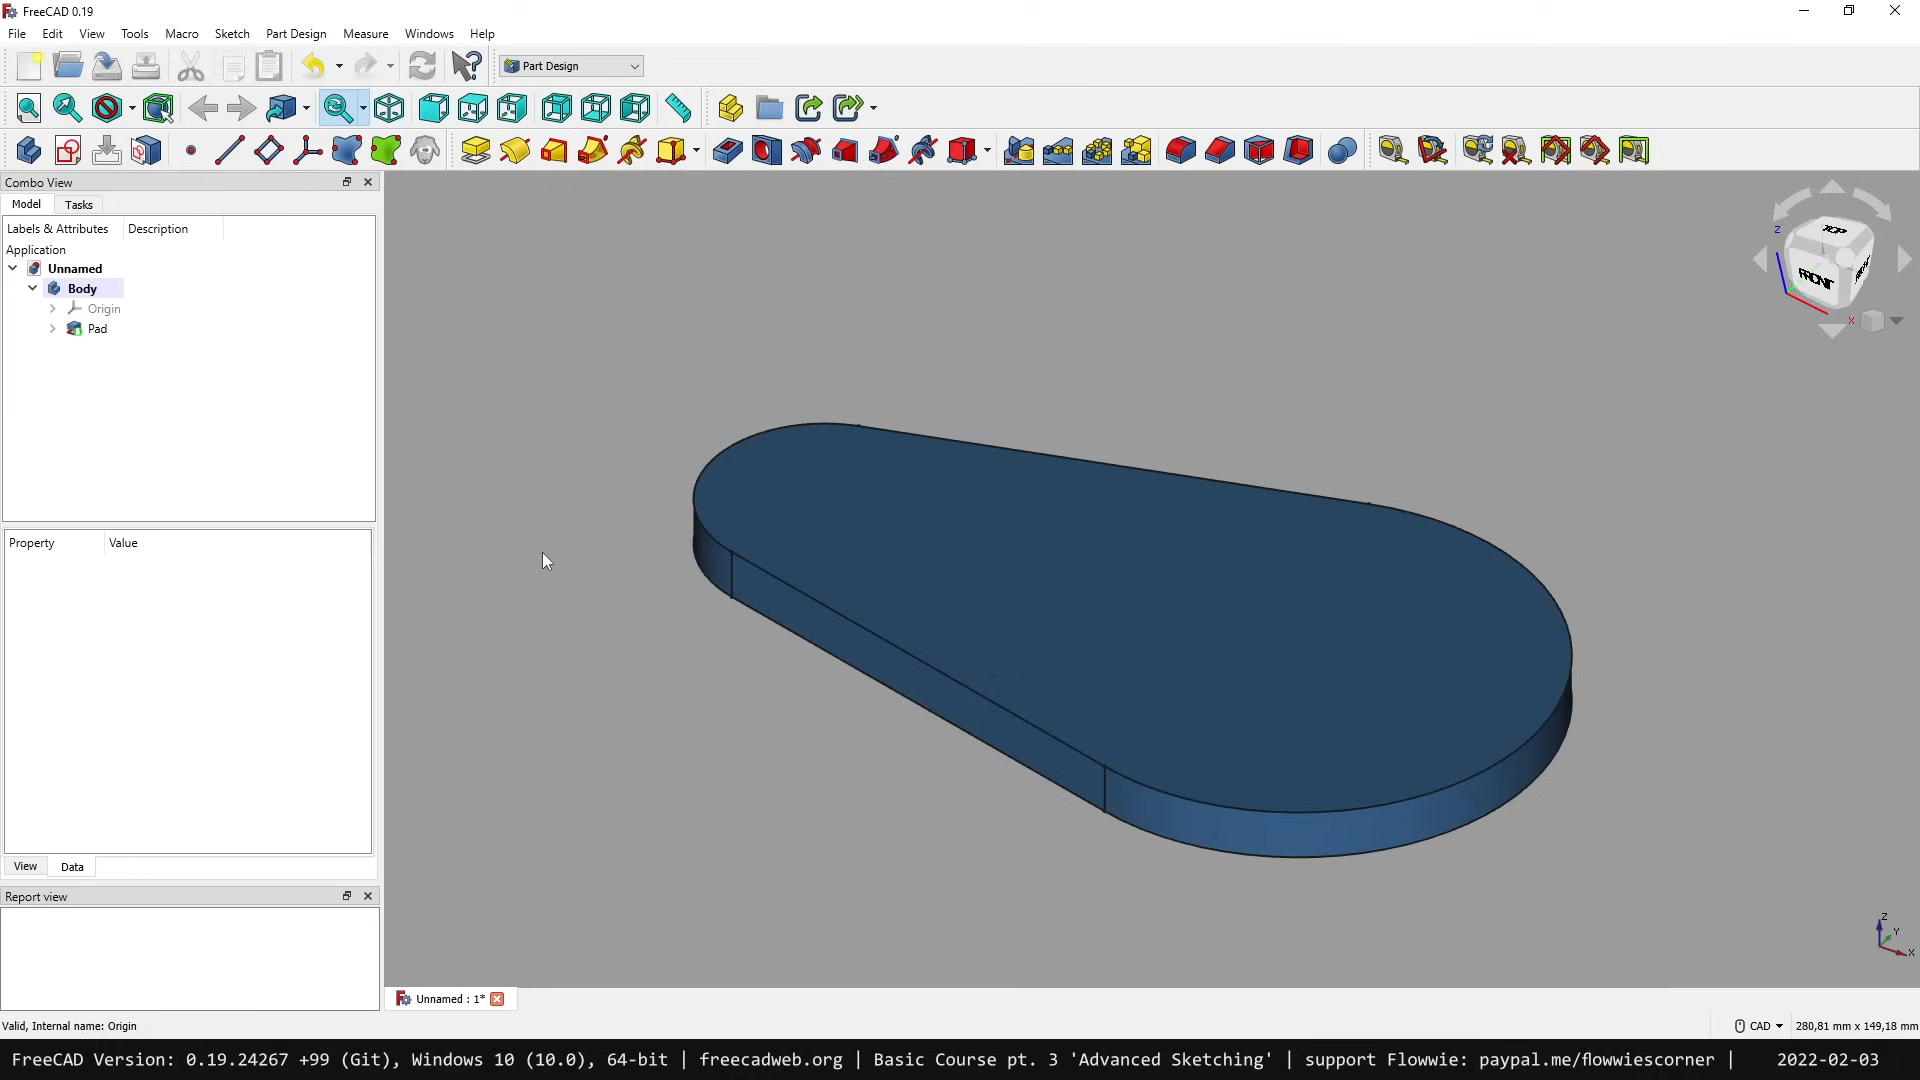 FreeCAD 0.19
File Edit View Tools Macro Sketch Part Design Measure Windows Help
Part Design
Combo View
Model Tasks
Labels & Attributes Description
Application
Unnamed
Body
Origin
Pad
TOP
FRONT
Z
X
Property Value
View Data
Report view
Z
Y
X
Unnamed : 1*
Valid, Internal name: Origin
CAD 280,81 mm x 149,18 mm
FreeCAD Version: 0.19.24267 +99 (Git), Windows 10 (10.0), 64-bit | freecadweb.org | Basic Course pt. 3 'Advanced Sketching' | support Flowwie: paypal.me/flowwiescorner | 2022-02-03